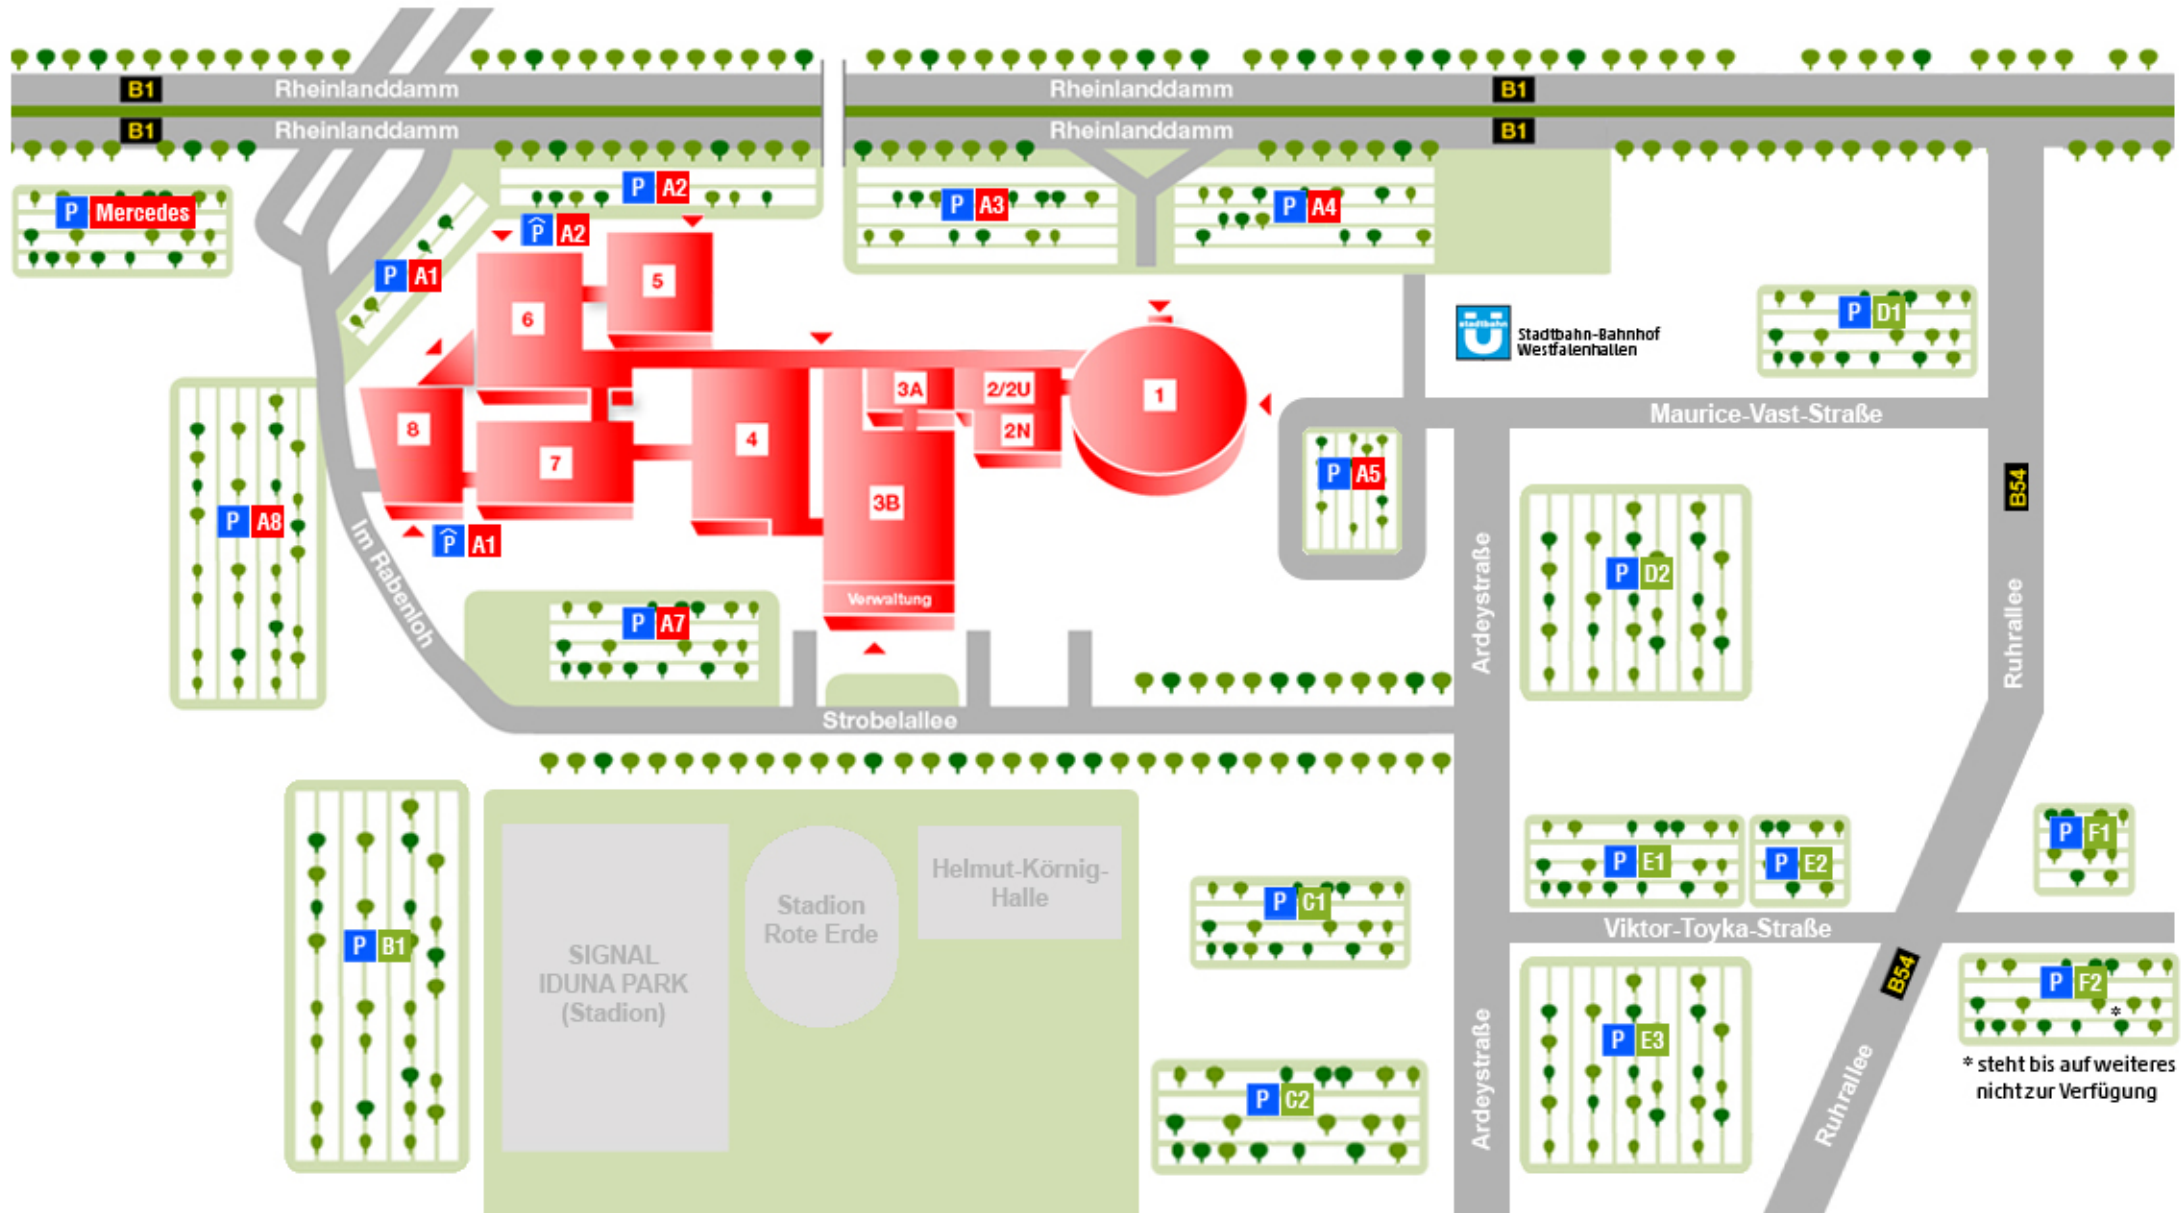 B1 Rheinlanddamm Rheinlanddamm B1
B1 Rheinlanddamm Rheinlanddamm B1
P Mercedes
P A2
P A3
P A4
P A2
P A1
5
6
P D1
stadtbahn
Ü
Stadtbahn-Bahnhof
Westfalenhallen
3A
2/2U
1
Maurice-Vast-Straße
8
4
2N
7
P A5
B54
3B
P A8
P A1
Im Rabenloh
Ardeystraße
P D2
Verwaltung
P A7
Ruhrallee
Strobelallee
P F1
P E1
P E2
Helmut-Körnig-
Halle
P C1
Stadion
Rote Erde
Viktor-Toyka-Straße
P B1
SIGNAL
IDUNA PARK
(Stadion)
B54
P F2
*
P E3
* steht bis auf weiteres
nicht zur Verfügung
Ardeystraße
P C2
Ruhrallee